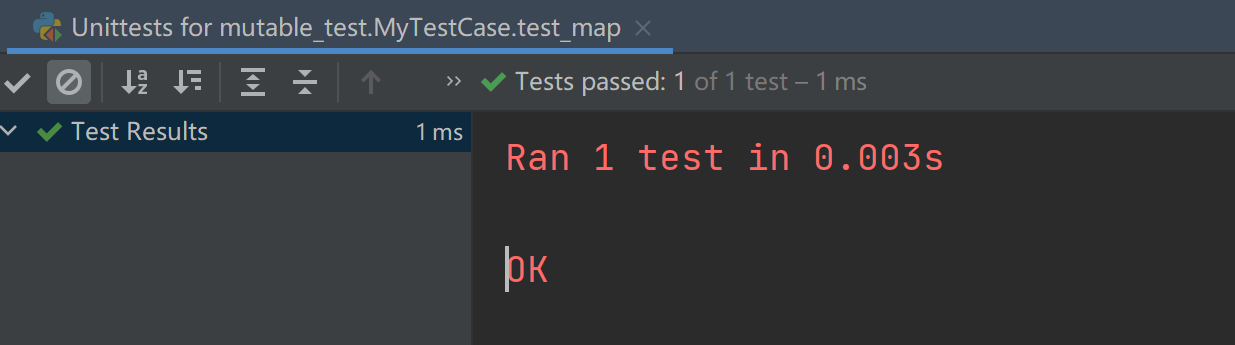 Unittests for mutable_test.MyTestCase.test_map
Tests passed: 1 of 1 test – 1 ms
Test Results 1 ms
Ran 1 test in 0.003s
OK